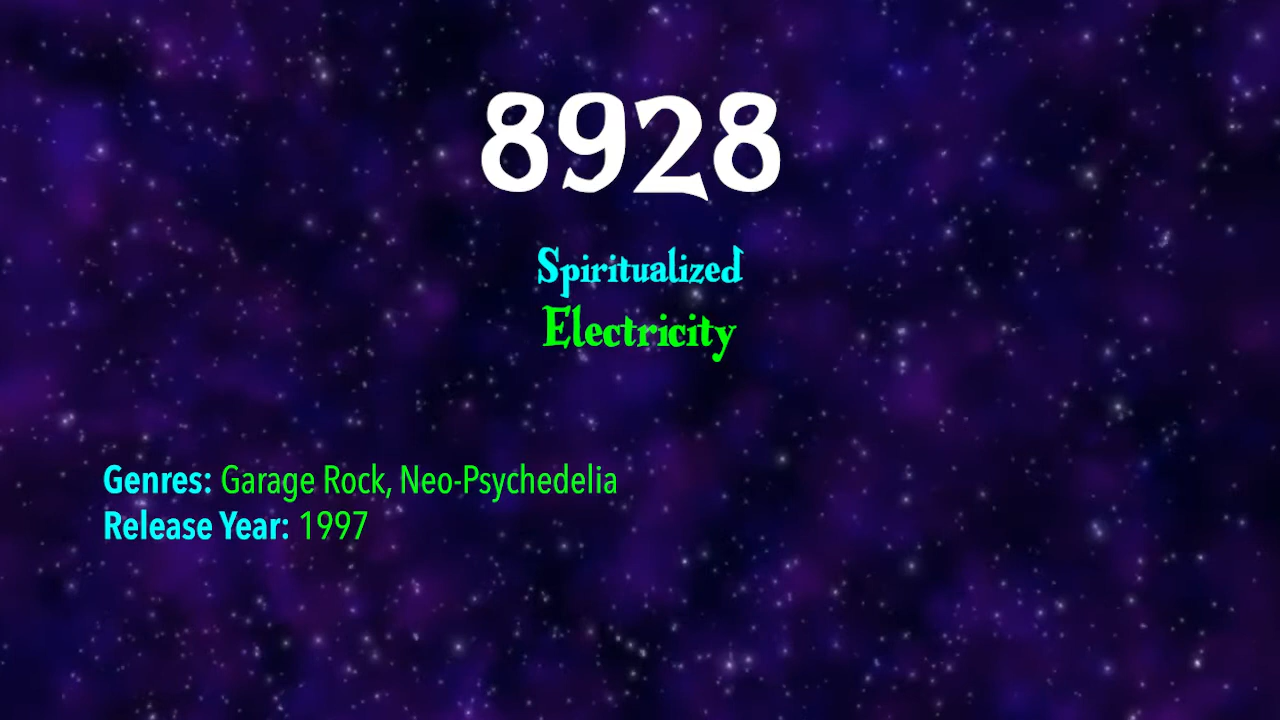 8928
Spiritualized
Electricity
Genres: Garage Rock, Neo-Psychedelia
Release Year: 1997